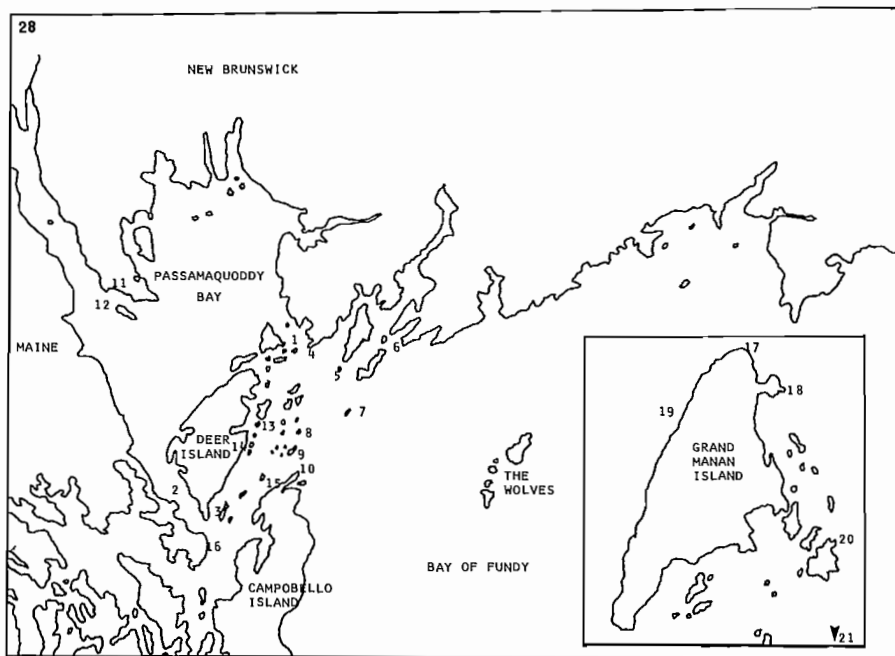 28
NEW BRUNSWICK
PASSAMAQUODDY
BAY
11
12
MAINE
1
4
6
5
7
13
8
DEER
ISLAND
14
9
10
15
2
3
16
THE
WOLVES
CAMPOBELLO
ISLAND
BAY OF FUNDY
17
18
19
GRAND
MANAN
ISLAND
20
21